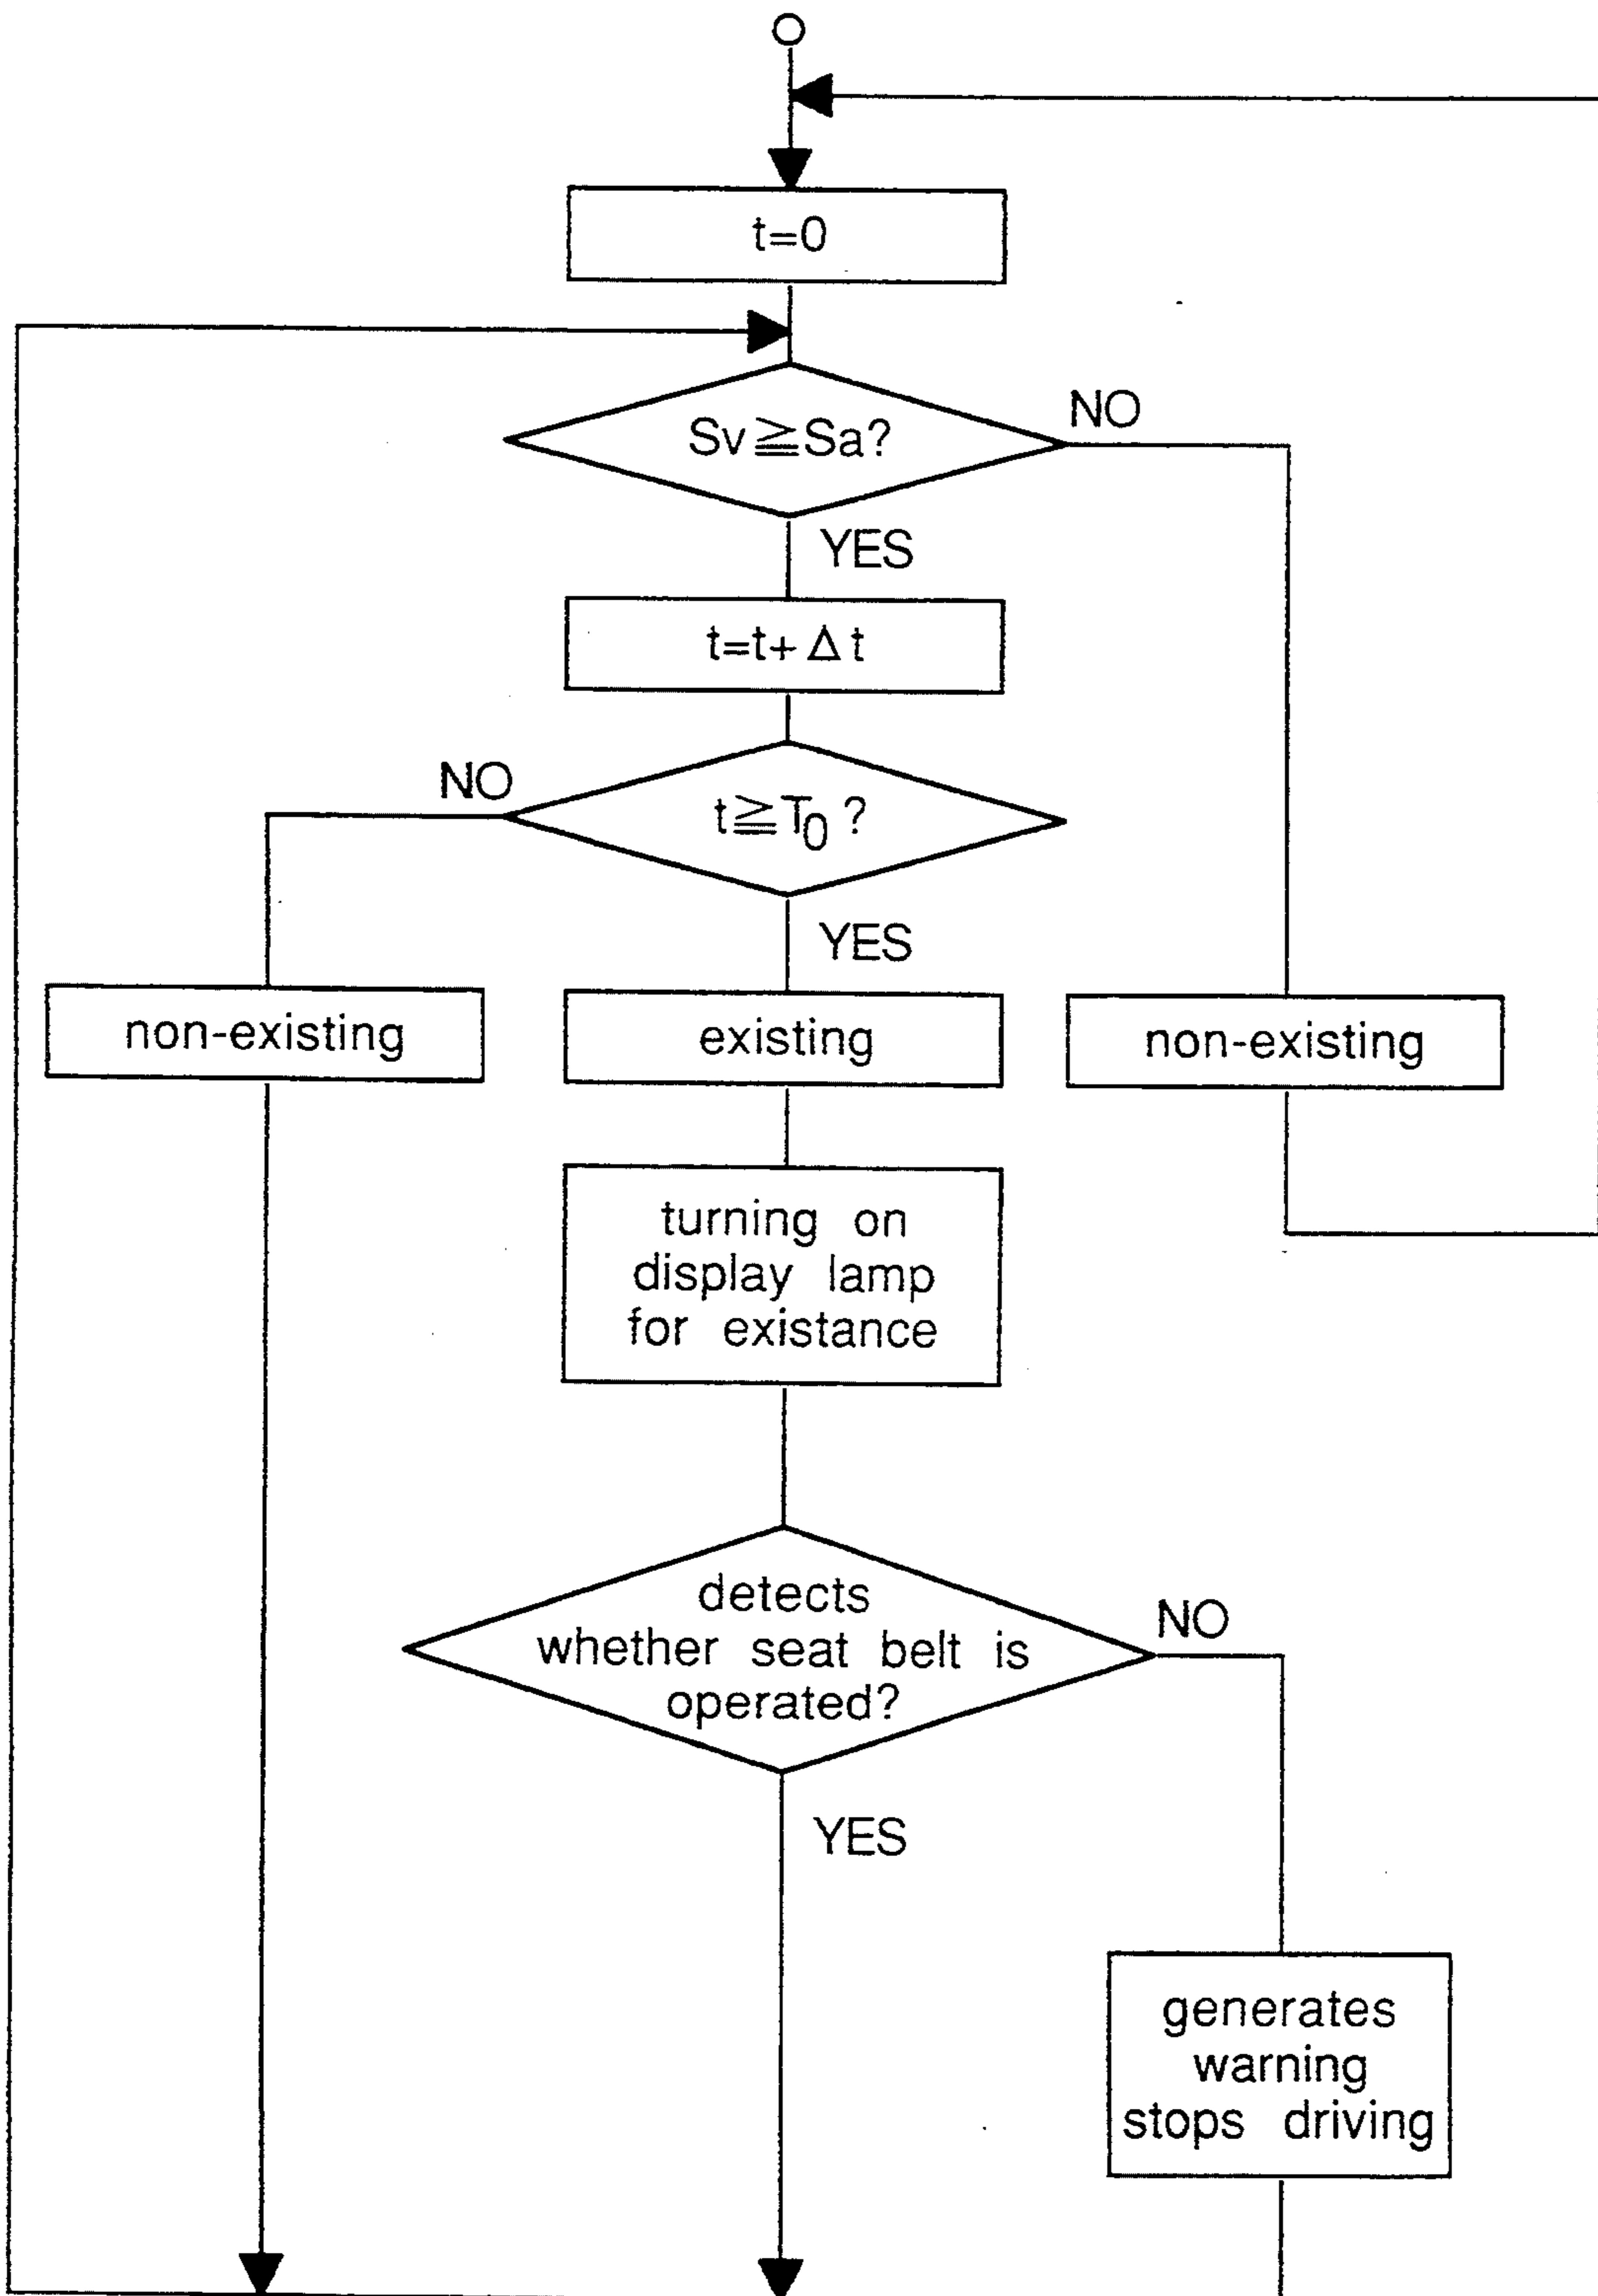 t=0
Sv≧Sa?
NO
YES
t=t+Δt
NO
t≧T₀?
YES
non-existing
existing
non-existing
turning on
display lamp
for existance
detects
whether seat belt is
operated?
NO
YES
generates
warning
stops driving